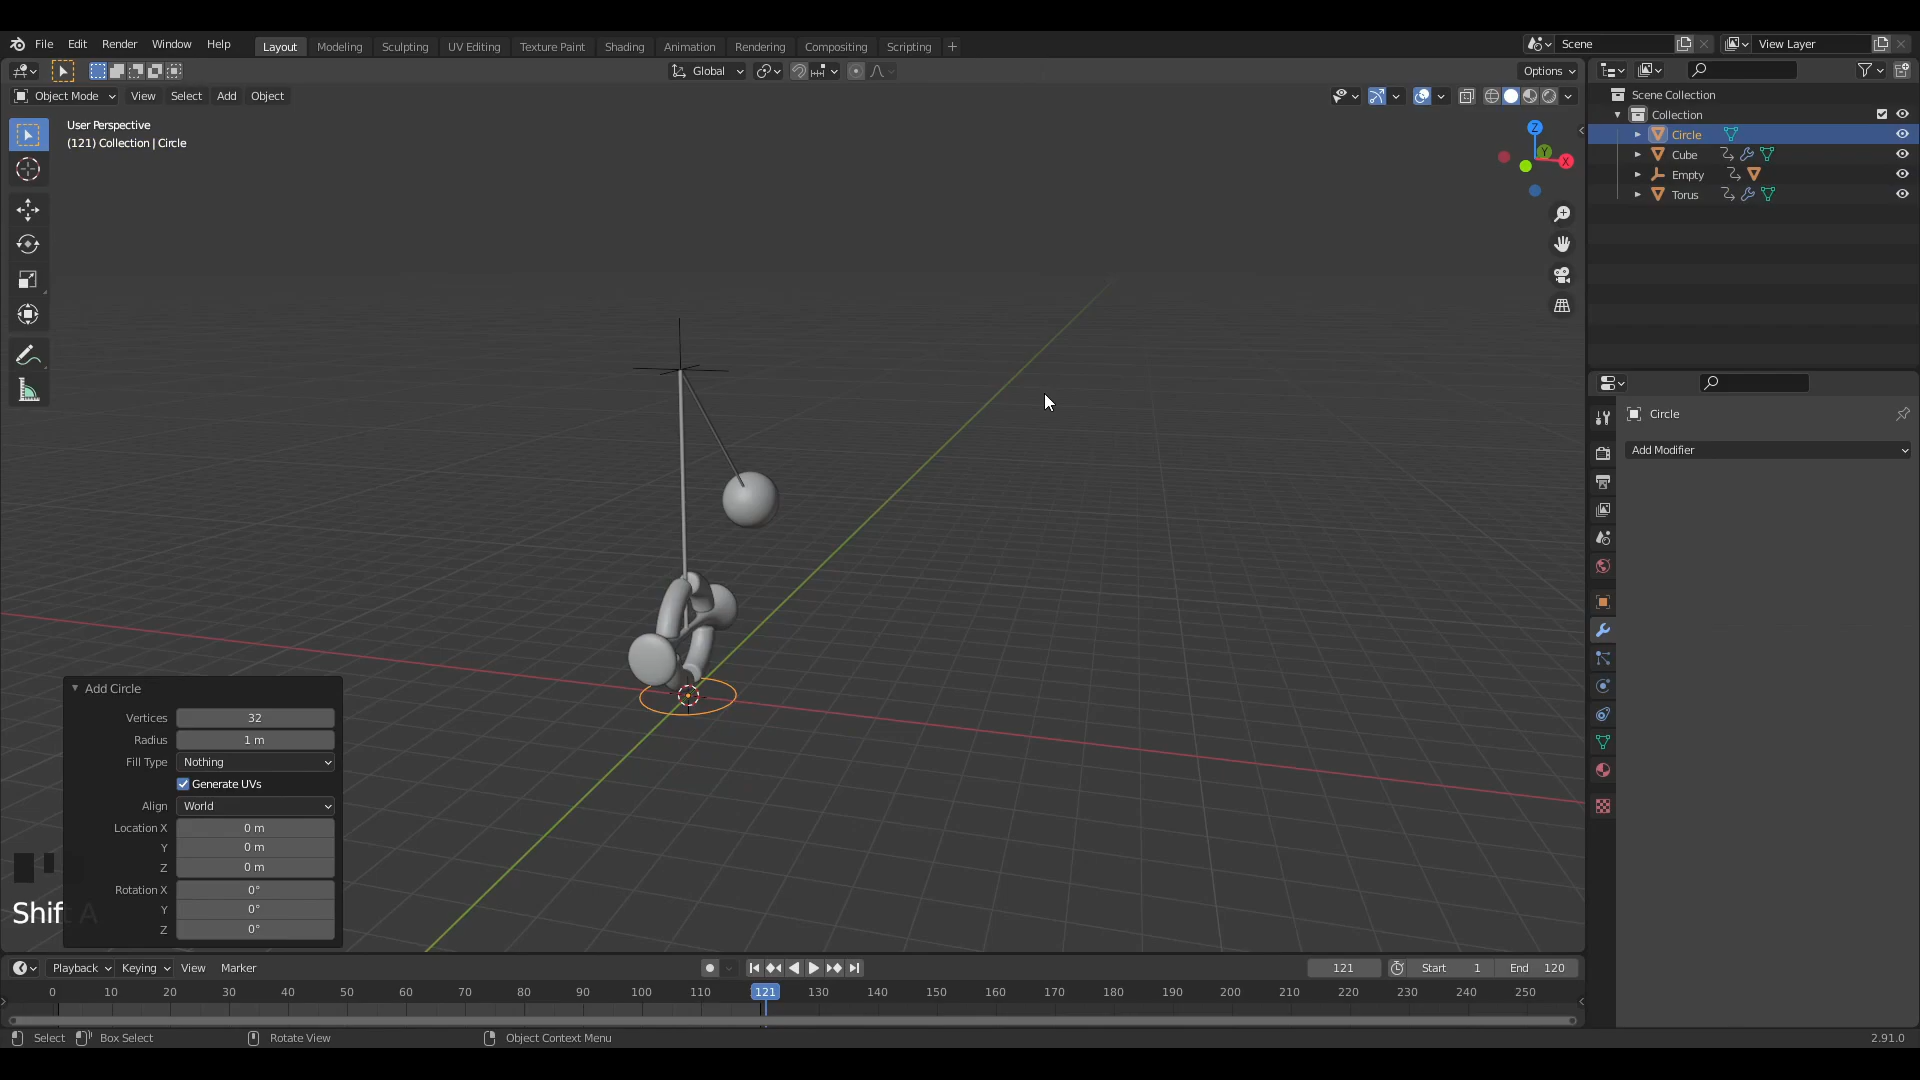 File Edit Render Window Help Layout Modeling Sculpting UV Editing Texture Paint Shading Animation Rendering Compositing Scripting + Scene View Layer
Global Options
Object Mode View Select Add Object
User Perspective
(121) Collection | Circle
Z
Y
X
Scene Collection
Collection
Circle
Cube
Empty
Torus
Circle
Add Modifier
Add Circle
Vertices 32
Radius 1 m
Fill Type Nothing
Generate UVs
Align World
Location X 0 m
Y 0 m
Z 0 m
Rotation X 0°
Y 0°
Z 0°
Shift A
Playback Keying View Marker 121 Start 1 End 120
0 10 20 30 40 50 60 70 80 90 100 110 121 130 140 150 160 170 180 190 200 210 220 230 240 250
Select Box Select Rotate View Object Context Menu 2.91.0